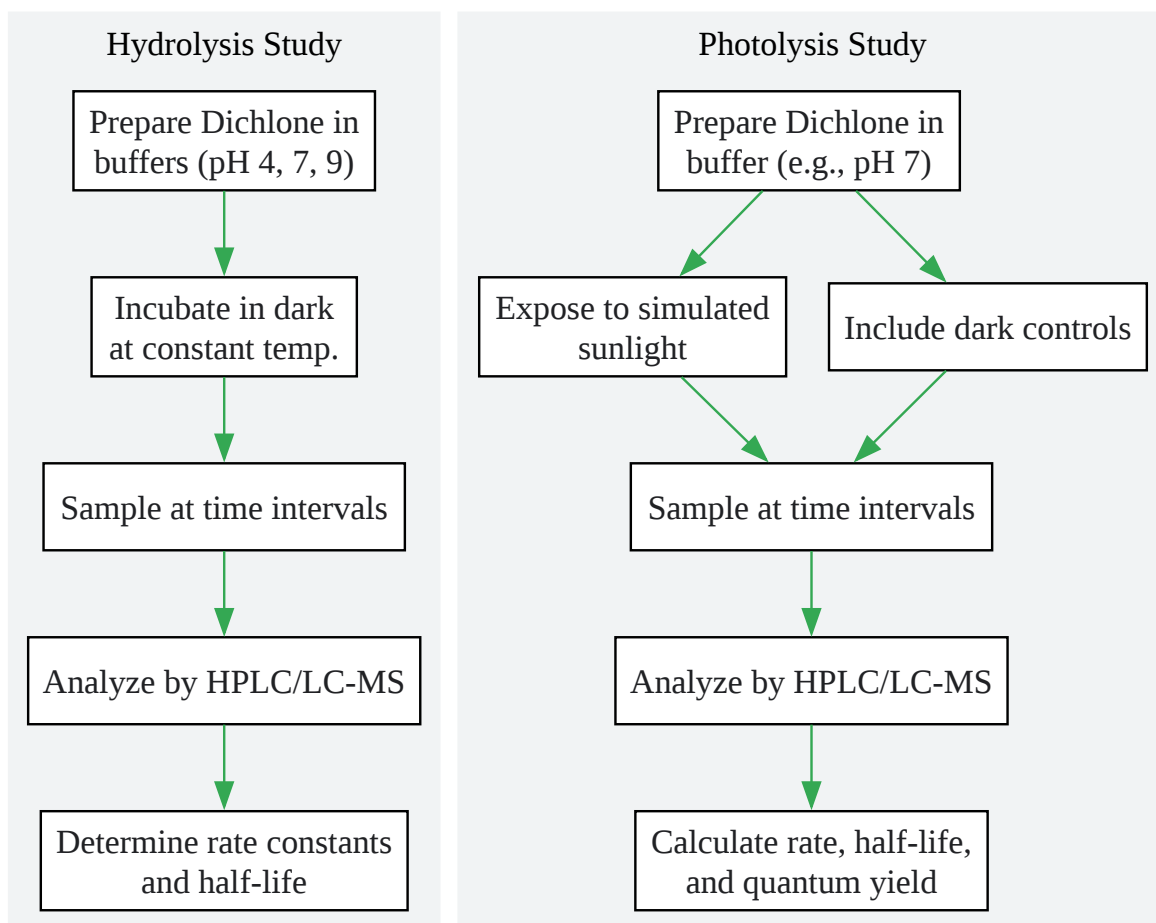 Hydrolysis Study
Prepare Dichlone in
buffers (pH 4, 7, 9)
Incubate in dark
at constant temp.
Sample at time intervals
Analyze by HPLC/LC-MS
Determine rate constants
and half-life
Photolysis Study
Prepare Dichlone in
buffer (e.g., pH 7)
Expose to simulated
sunlight
Include dark controls
Sample at time intervals
Analyze by HPLC/LC-MS
Calculate rate, half-life,
and quantum yield